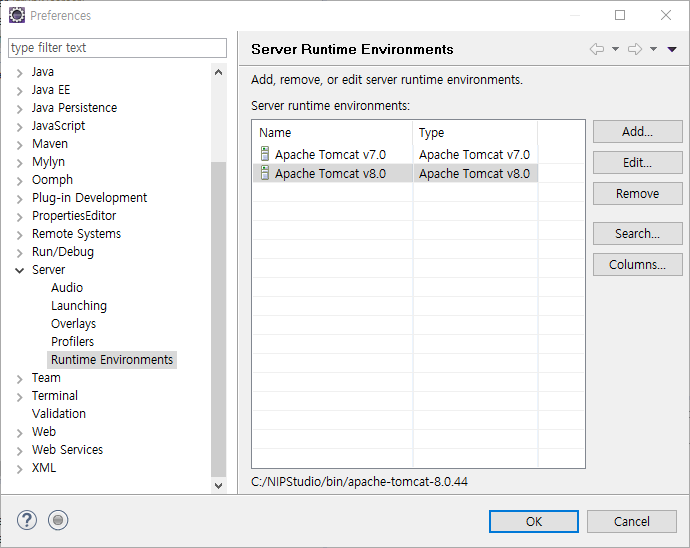 Preferences
type filter text
Java
Java EE
Java Persistence
JavaScript
Maven
Mylyn
Oomph
Plug-in Development
PropertiesEditor
Remote Systems
Run/Debug
Server
Audio
Launching
Overlays
Profilers
Runtime Environments
Team
Terminal
Validation
Web
Web Services
XML
Server Runtime Environments
Add, remove, or edit server runtime environments.
Server runtime environments:
Name Type
Apache Tomcat v7.0 Apache Tomcat v7.0
Apache Tomcat v8.0 Apache Tomcat v8.0
Add...
Edit...
Remove
Search...
Columns...
C:/NIPStudio/bin/apache-tomcat-8.0.44
?
OK Cancel